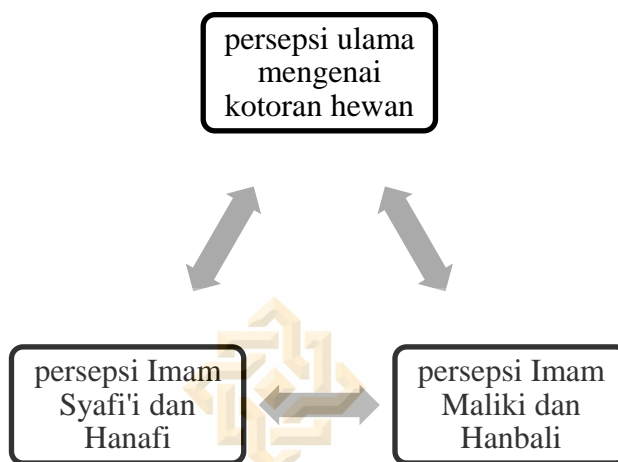 persepsi ulama
mengenai
kotoran hewan
persepsi Imam
Syafi'i dan
Hanafi
persepsi Imam
Maliki dan
Hanbali